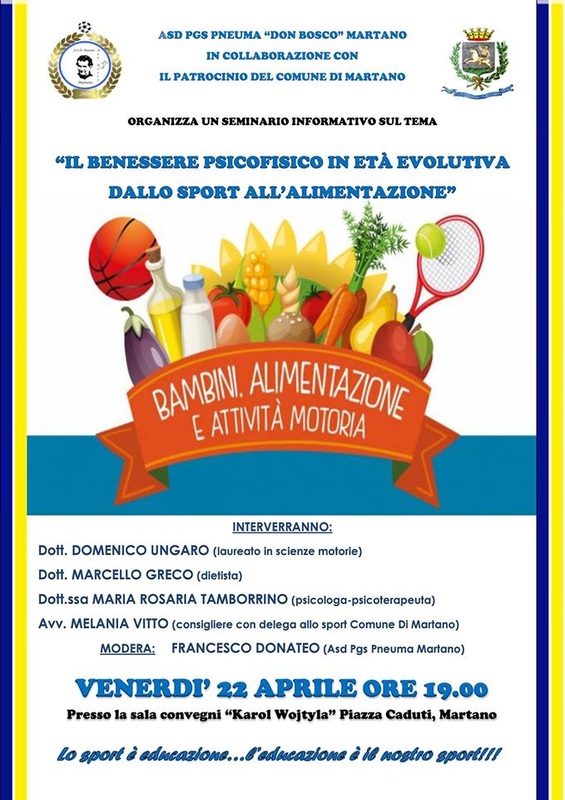 ASD PGS PNEUMA “DON BOSCO” MARTANO
IN COLLABORAZIONE CON
IL PATROCINIO DEL COMUNE DI MARTANO
ORGANIZZA UN SEMINARIO INFORMATIVO SUL TEMA
“IL BENESSERE PSICOFISICO IN ETÀ EVOLUTIVA
DALLO SPORT ALL’ALIMENTAZIONE”
BAMBINI, ALIMENTAZIONE
E ATTIVITÀ MOTORIA
INTERVERRANNO:
Dott. DOMENICO UNGARO (laureato in scienze motorie)
Dott. MARCELLO GRECO (dietista)
Dott.ssa MARIA ROSARIA TAMBORRINO (psicologa-psicoterapeuta)
Avv. MELANIA VITTO (consigliere con delega allo sport Comune Di Martano)
MODERA: FRANCESCO DONATEO (Asd Pgs Pneuma Martano)
VENERDI’ 22 APRILE ORE 19.00
Presso la sala convegni “Karol Wojtyla” Piazza Caduti, Martano
Lo sport è educazione...l’educazione è il nostro sport!!!